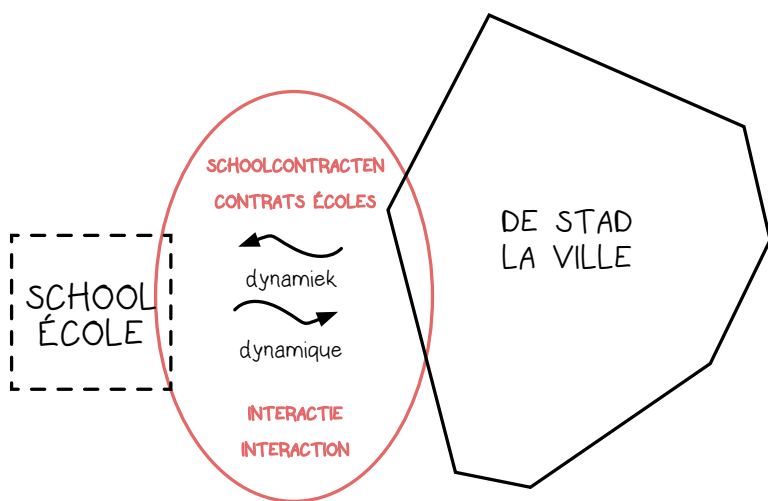 SCHOOLCONTRACTEN
CONTRATS ÉCOLES
dynamiek
dynamique
INTERACTIE
INTERACTION
SCHOOL
ÉCOLE
DE STAD
LA VILLE